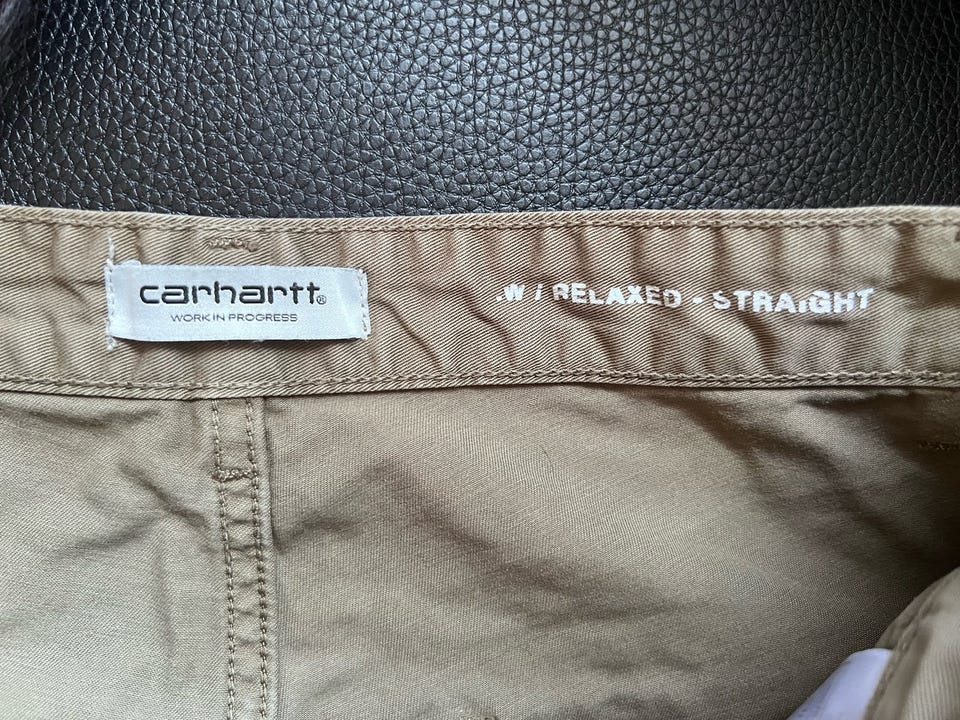 carhartt®
WORK IN PROGRESS
.W / RELAXED - STRAIGHT